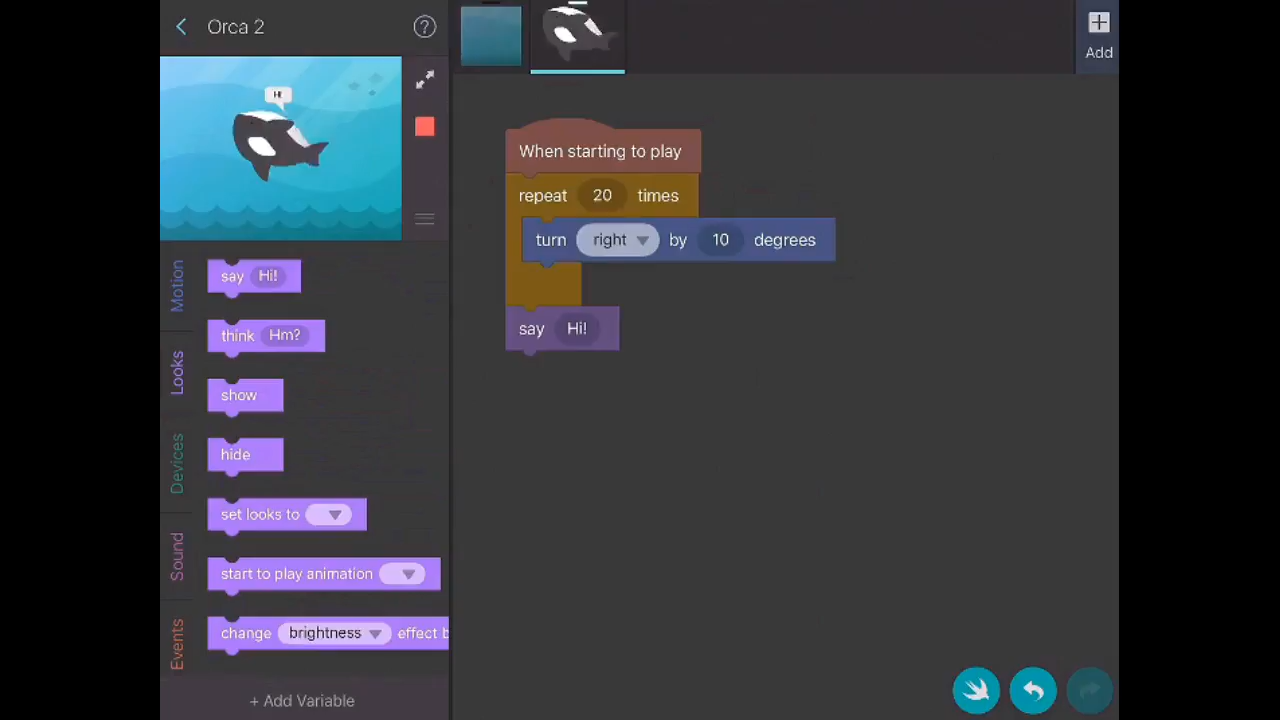 Orca 2
?
Add
Hi!
When starting to play
repeat 20 times
turn right by 10 degrees
say Hi!
Motion
Looks
Devices
Sound
Events
say Hi!
think Hm?
show
hide
set looks to
start to play animation
change brightness effect b
+ Add Variable